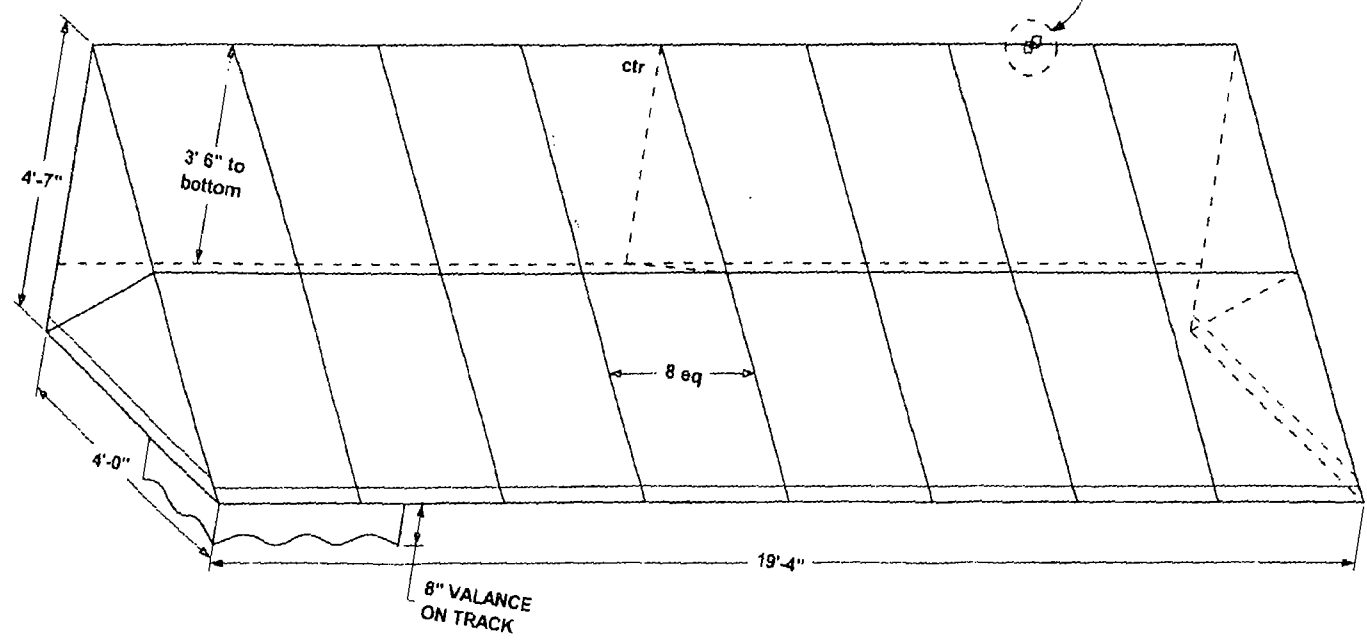 ctr
4'-7"
3' 6" to
bottom
8 eq
4'-0"
19'-4"
8" VALANCE
ON TRACK